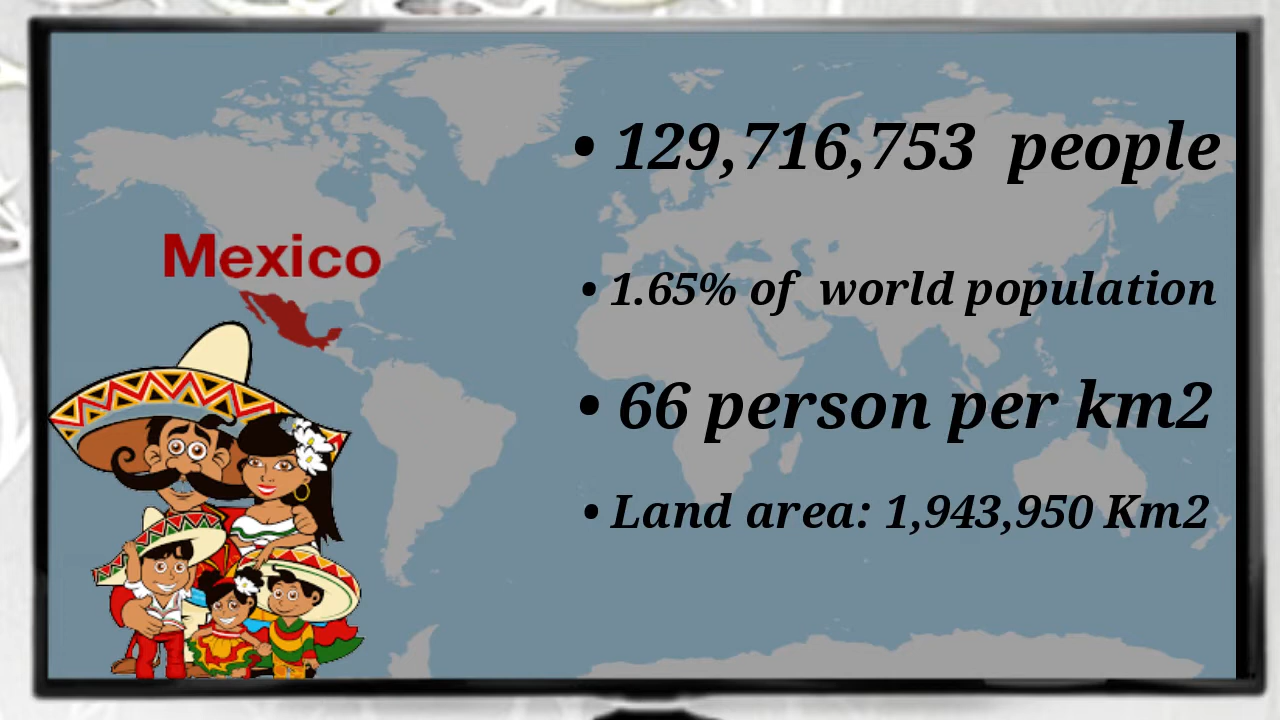 • 129,716,753 people
Mexico
• 1.65% of world population
• 66 person per km2
• Land area: 1,943,950 Km2